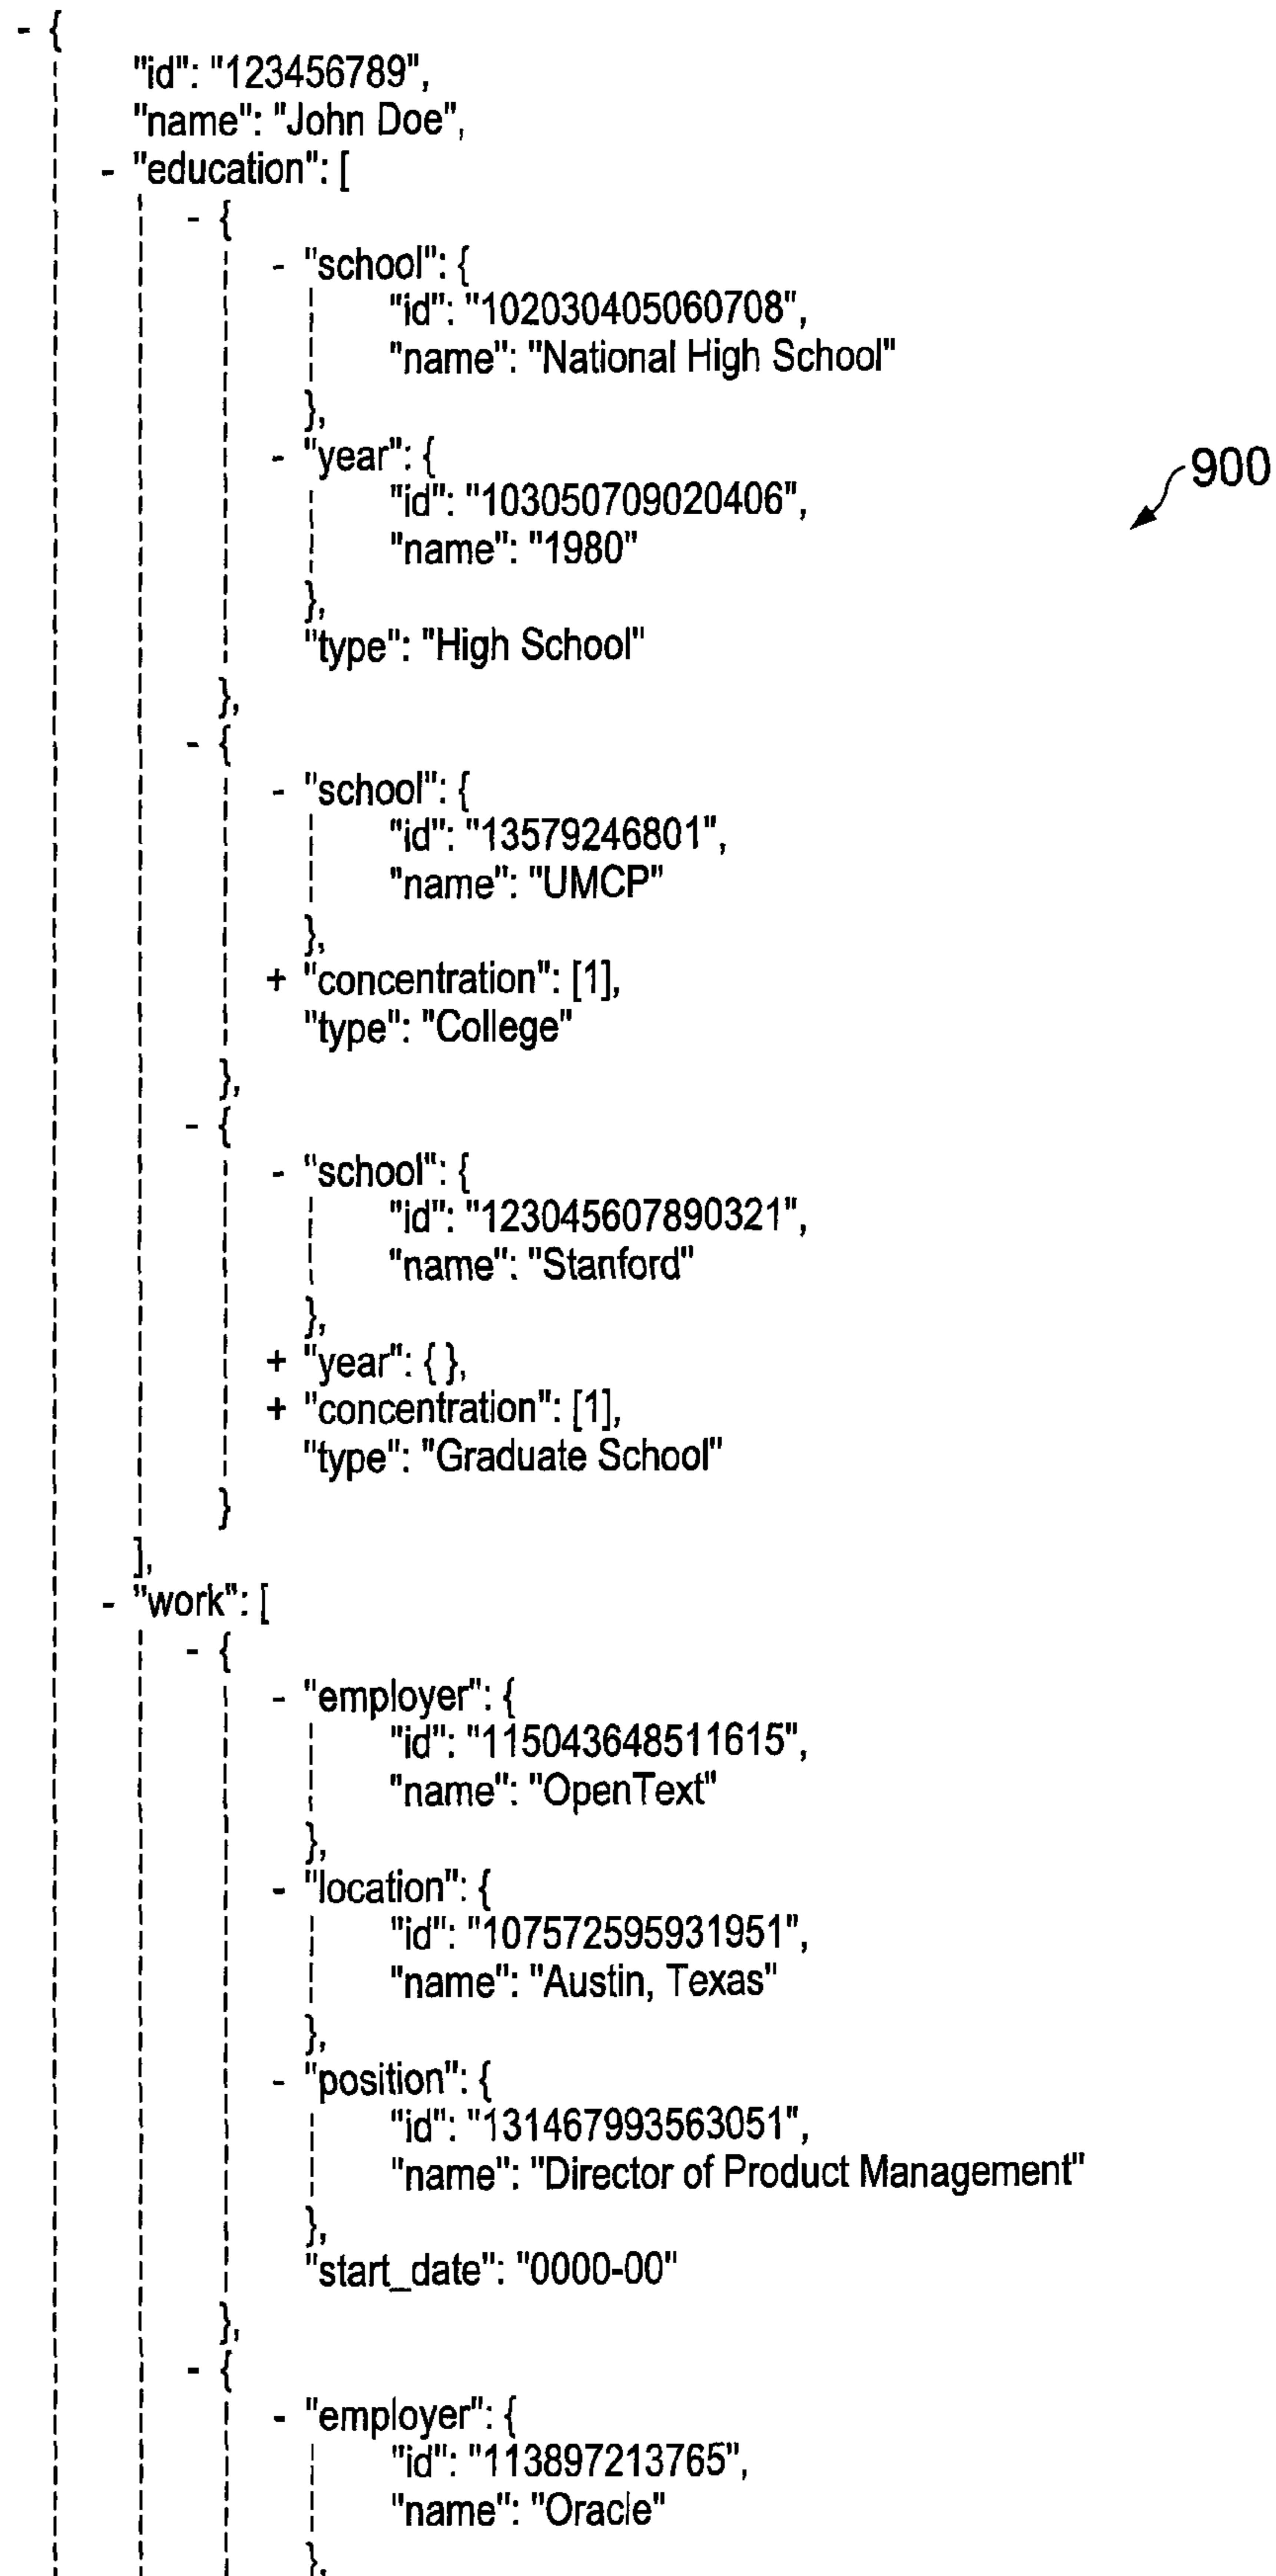 - {
"id": "123456789",
"name": "John Doe",
- "education": [
- {
- "school": {
"id": "102030405060708",
"name": "National High School"
},
- "year": {
"id": "103050709020406",
"name": "1980"
},
"type": "High School"
},
- {
- "school": {
"id": "13579246801",
"name": "UMCP"
},
+ "concentration": [1],
"type": "College"
},
- {
- "school": {
"id": "123045607890321",
"name": "Stanford"
},
+ "year": { },
+ "concentration": [1],
"type": "Graduate School"
}
],
- "work": [
- {
- "employer": {
"id": "115043648511615",
"name": "OpenText"
},
- "location": {
"id": "107572595931951",
"name": "Austin, Texas"
},
- "position": {
"id": "131467993563051",
"name": "Director of Product Management"
},
"start_date": "0000-00"
},
- {
- "employer": {
"id": "113897213765",
"name": "Oracle"
},
900